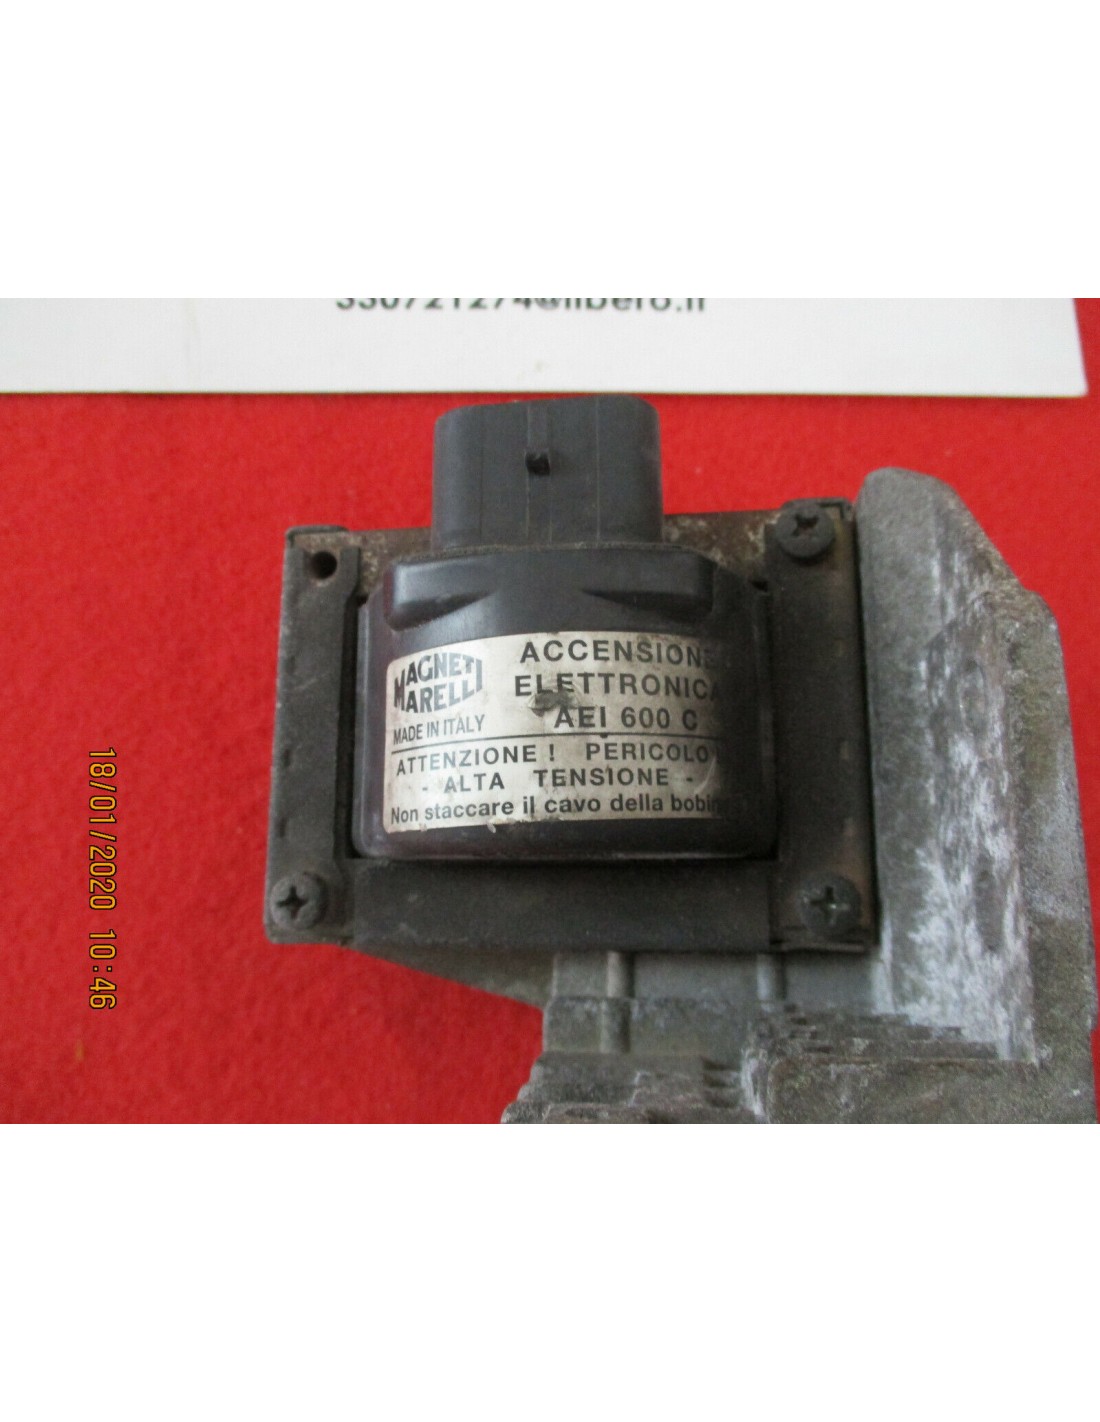 MAGNETI
MARELLI
MADE IN ITALY
ACCENSIONE
ELETTRONICA
AEI 600 C
ATTENZIONE ! PERICOLO
- ALTA TENSIONE -
Non staccare il cavo della
18/01/2020 10:46